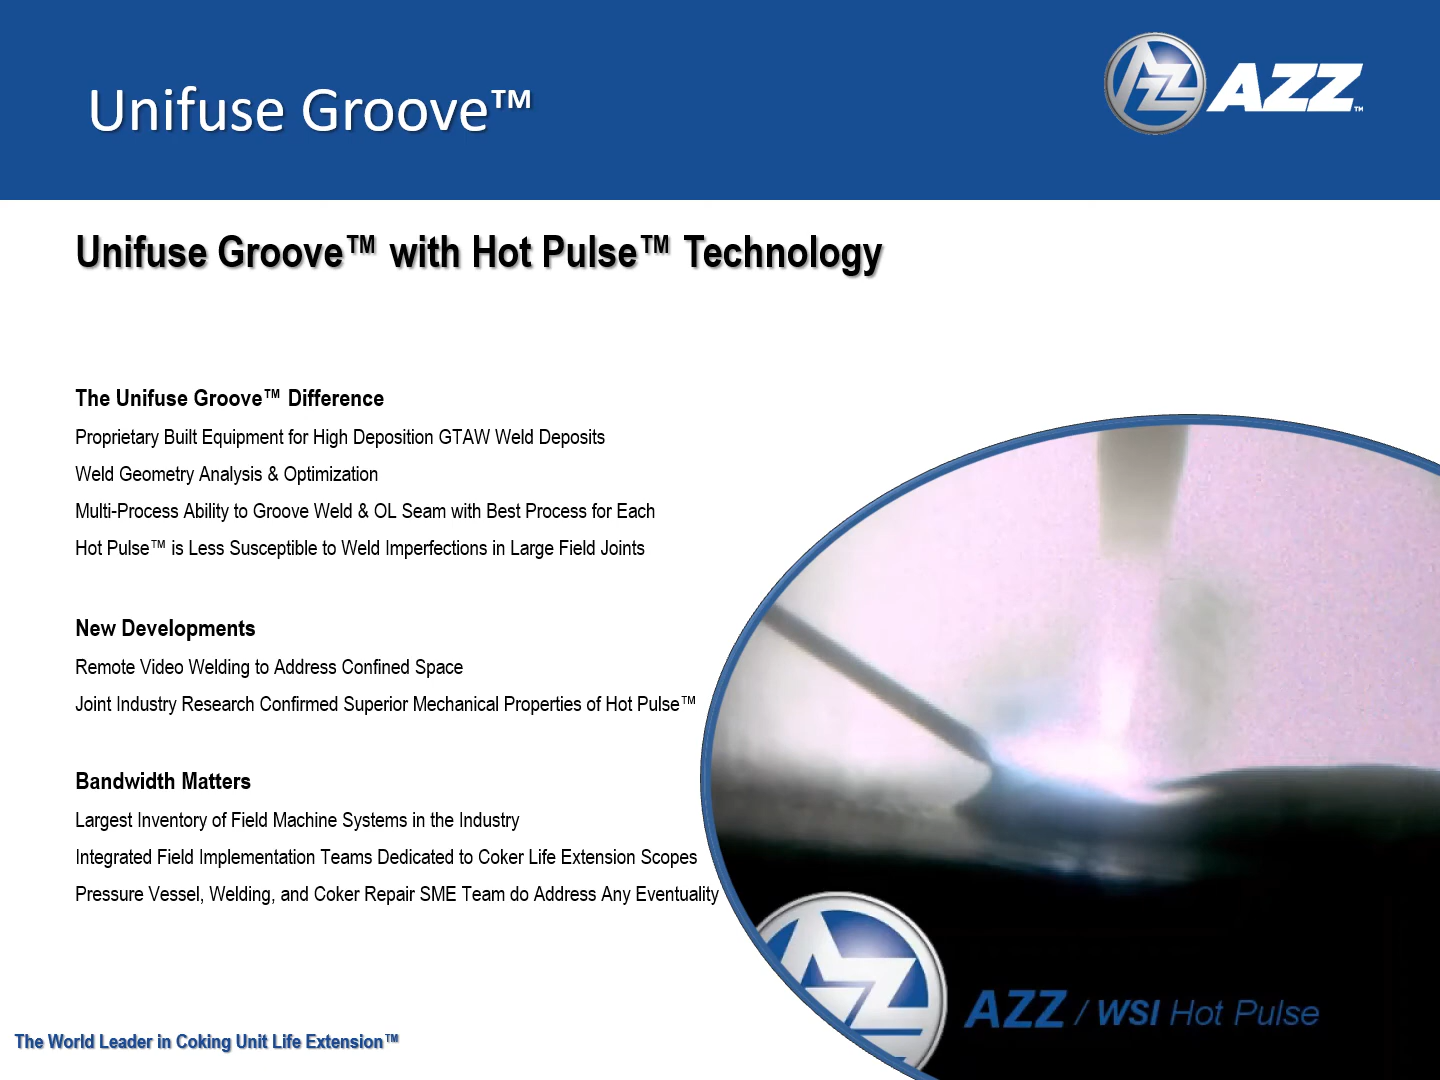 Unifuse Groove™
AZZ™
Unifuse Groove™ with Hot Pulse™ Technology
The Unifuse Groove™ Difference
Proprietary Built Equipment for High Deposition GTAW Weld Deposits
Weld Geometry Analysis & Optimization
Multi-Process Ability to Groove Weld & OL Seam with Best Process for Each
Hot Pulse™ is Less Susceptible to Weld Imperfections in Large Field Joints
New Developments
Remote Video Welding to Address Confined Space
Joint Industry Research Confirmed Superior Mechanical Properties of Hot Pulse™
Bandwidth Matters
Largest Inventory of Field Machine Systems in the Industry
Integrated Field Implementation Teams Dedicated to Coker Life Extension Scopes
Pressure Vessel, Welding, and Coker Repair SME Team do Address Any Eventuality
AZZ / WSI Hot Pulse
The World Leader in Coking Unit Life Extension™